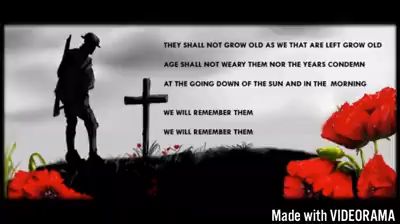 THEY SHALL NOT GROW OLD AS WE THAT ARE LEFT GROW OLD
AGE SHALL NOT WEARY THEM NOR THE YEARS CONDEMN
AT THE GOING DOWN OF THE SUN AND IN THE MORNING
WE WILL REMEMBER THEM
WE WILL REMEMBER THEM
Made with VIDEORAMA